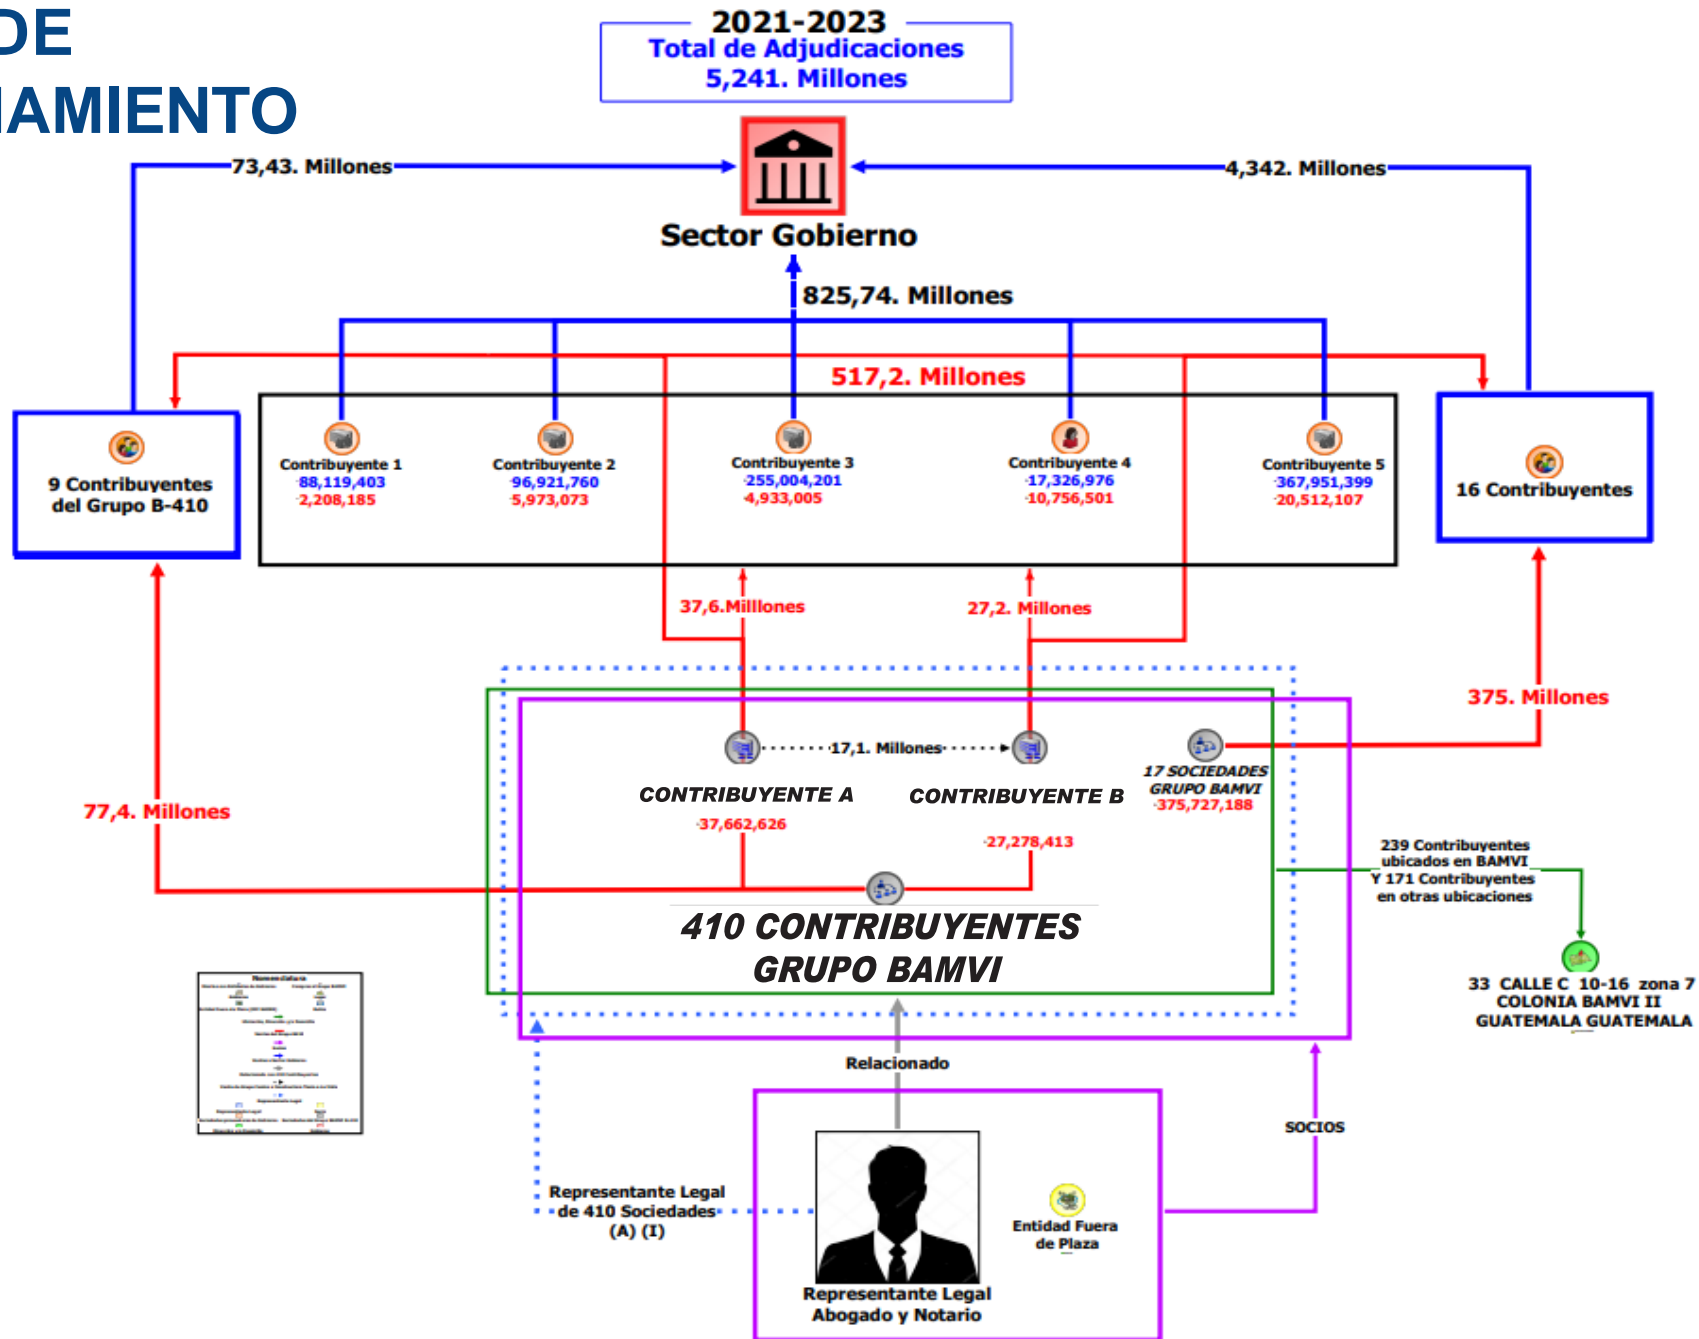 DE
NAMIENTO
2021-2023
Total de Adjudicaciones
5,241. Millones
73,43. Millones
4,342. Millones
Sector Gobierno
825,74. Millones
517,2. Millones
9 Contribuyentes
del Grupo B-410
Contribuyente 1
88,119,403
2,208,185
Contribuyente 2
96,921,760
5,973,073
Contribuyente 3
255,004,201
4,933,005
Contribuyente 4
17,326,976
10,756,501
Contribuyente 5
367,951,399
20,512,107
16 Contribuyentes
37,6.Milllones
27,2. Millones
375. Millones
77,4. Millones
17,1. Millones
CONTRIBUYENTE A
37,662,626
CONTRIBUYENTE B
27,278,413
17 SOCIEDADES
GRUPO BAMVI
375,727,188
410 CONTRIBUYENTES
GRUPO BAMVI
239 Contribuyentes
ubicados en BAMVI
Y 171 Contribuyentes
en otras ubicaciones
33 CALLE C 10-16 zona 7
COLONIA BAMVI II
GUATEMALA GUATEMALA
Nomenclatura
Relacionado
SOCIOS
Representante Legal
de 410 Sociedades
(A) (I)
Entidad Fuera
de Plaza
Representante Legal
Abogado y Notario